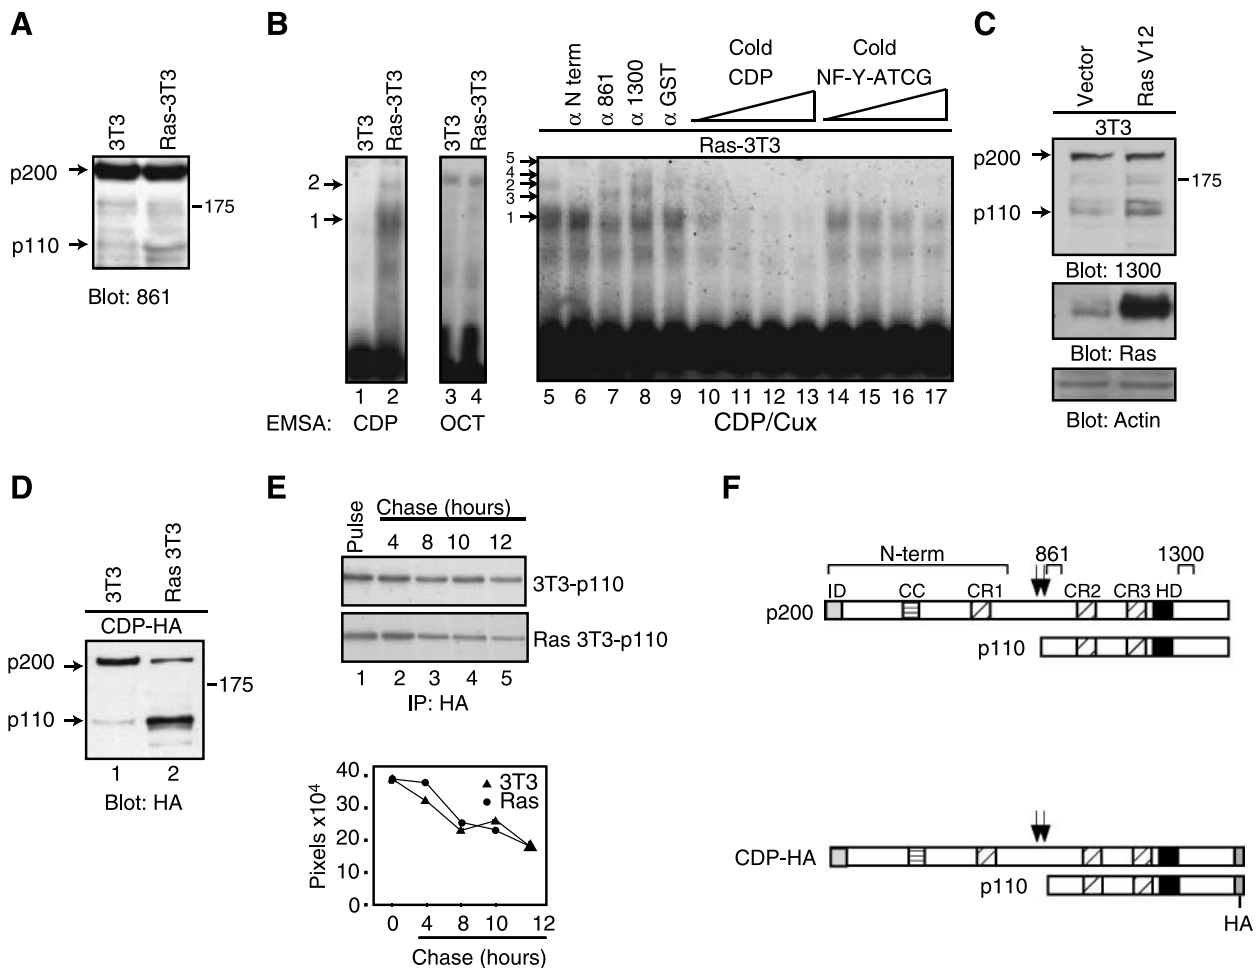 A
3T3
Ras-3T3
p200
175
p110
Blot: 861
B
3T3
Ras-3T3
3T3
Ras-3T3
2
1
1 2 3 4
EMSA: CDP OCT
α N term
α 861
α 1300
α GST
Cold
CDP
Cold
NF-Y-ATCG
Ras-3T3
5
4
2
3
1
5 6 7 8 9 10 11 12 13 14 15 16 17
CDP/Cux
C
Vector
Ras V12
3T3
p200
175
p110
Blot: 1300
Blot: Ras
Blot: Actin
D
3T3
Ras 3T3
CDP-HA
p200
175
p110
1 2
Blot: HA
E
Pulse
Chase (hours)
4 8 10 12
3T3-p110
Ras 3T3-p110
1 2 3 4 5
IP: HA
Pixels x10⁴
40
30
20
10
0
3T3
Ras
0 4 8 10 12
Chase (hours)
F
N-term 861 1300
ID CC CR1 CR2 CR3 HD
p200
p110
CDP-HA
p110
HA